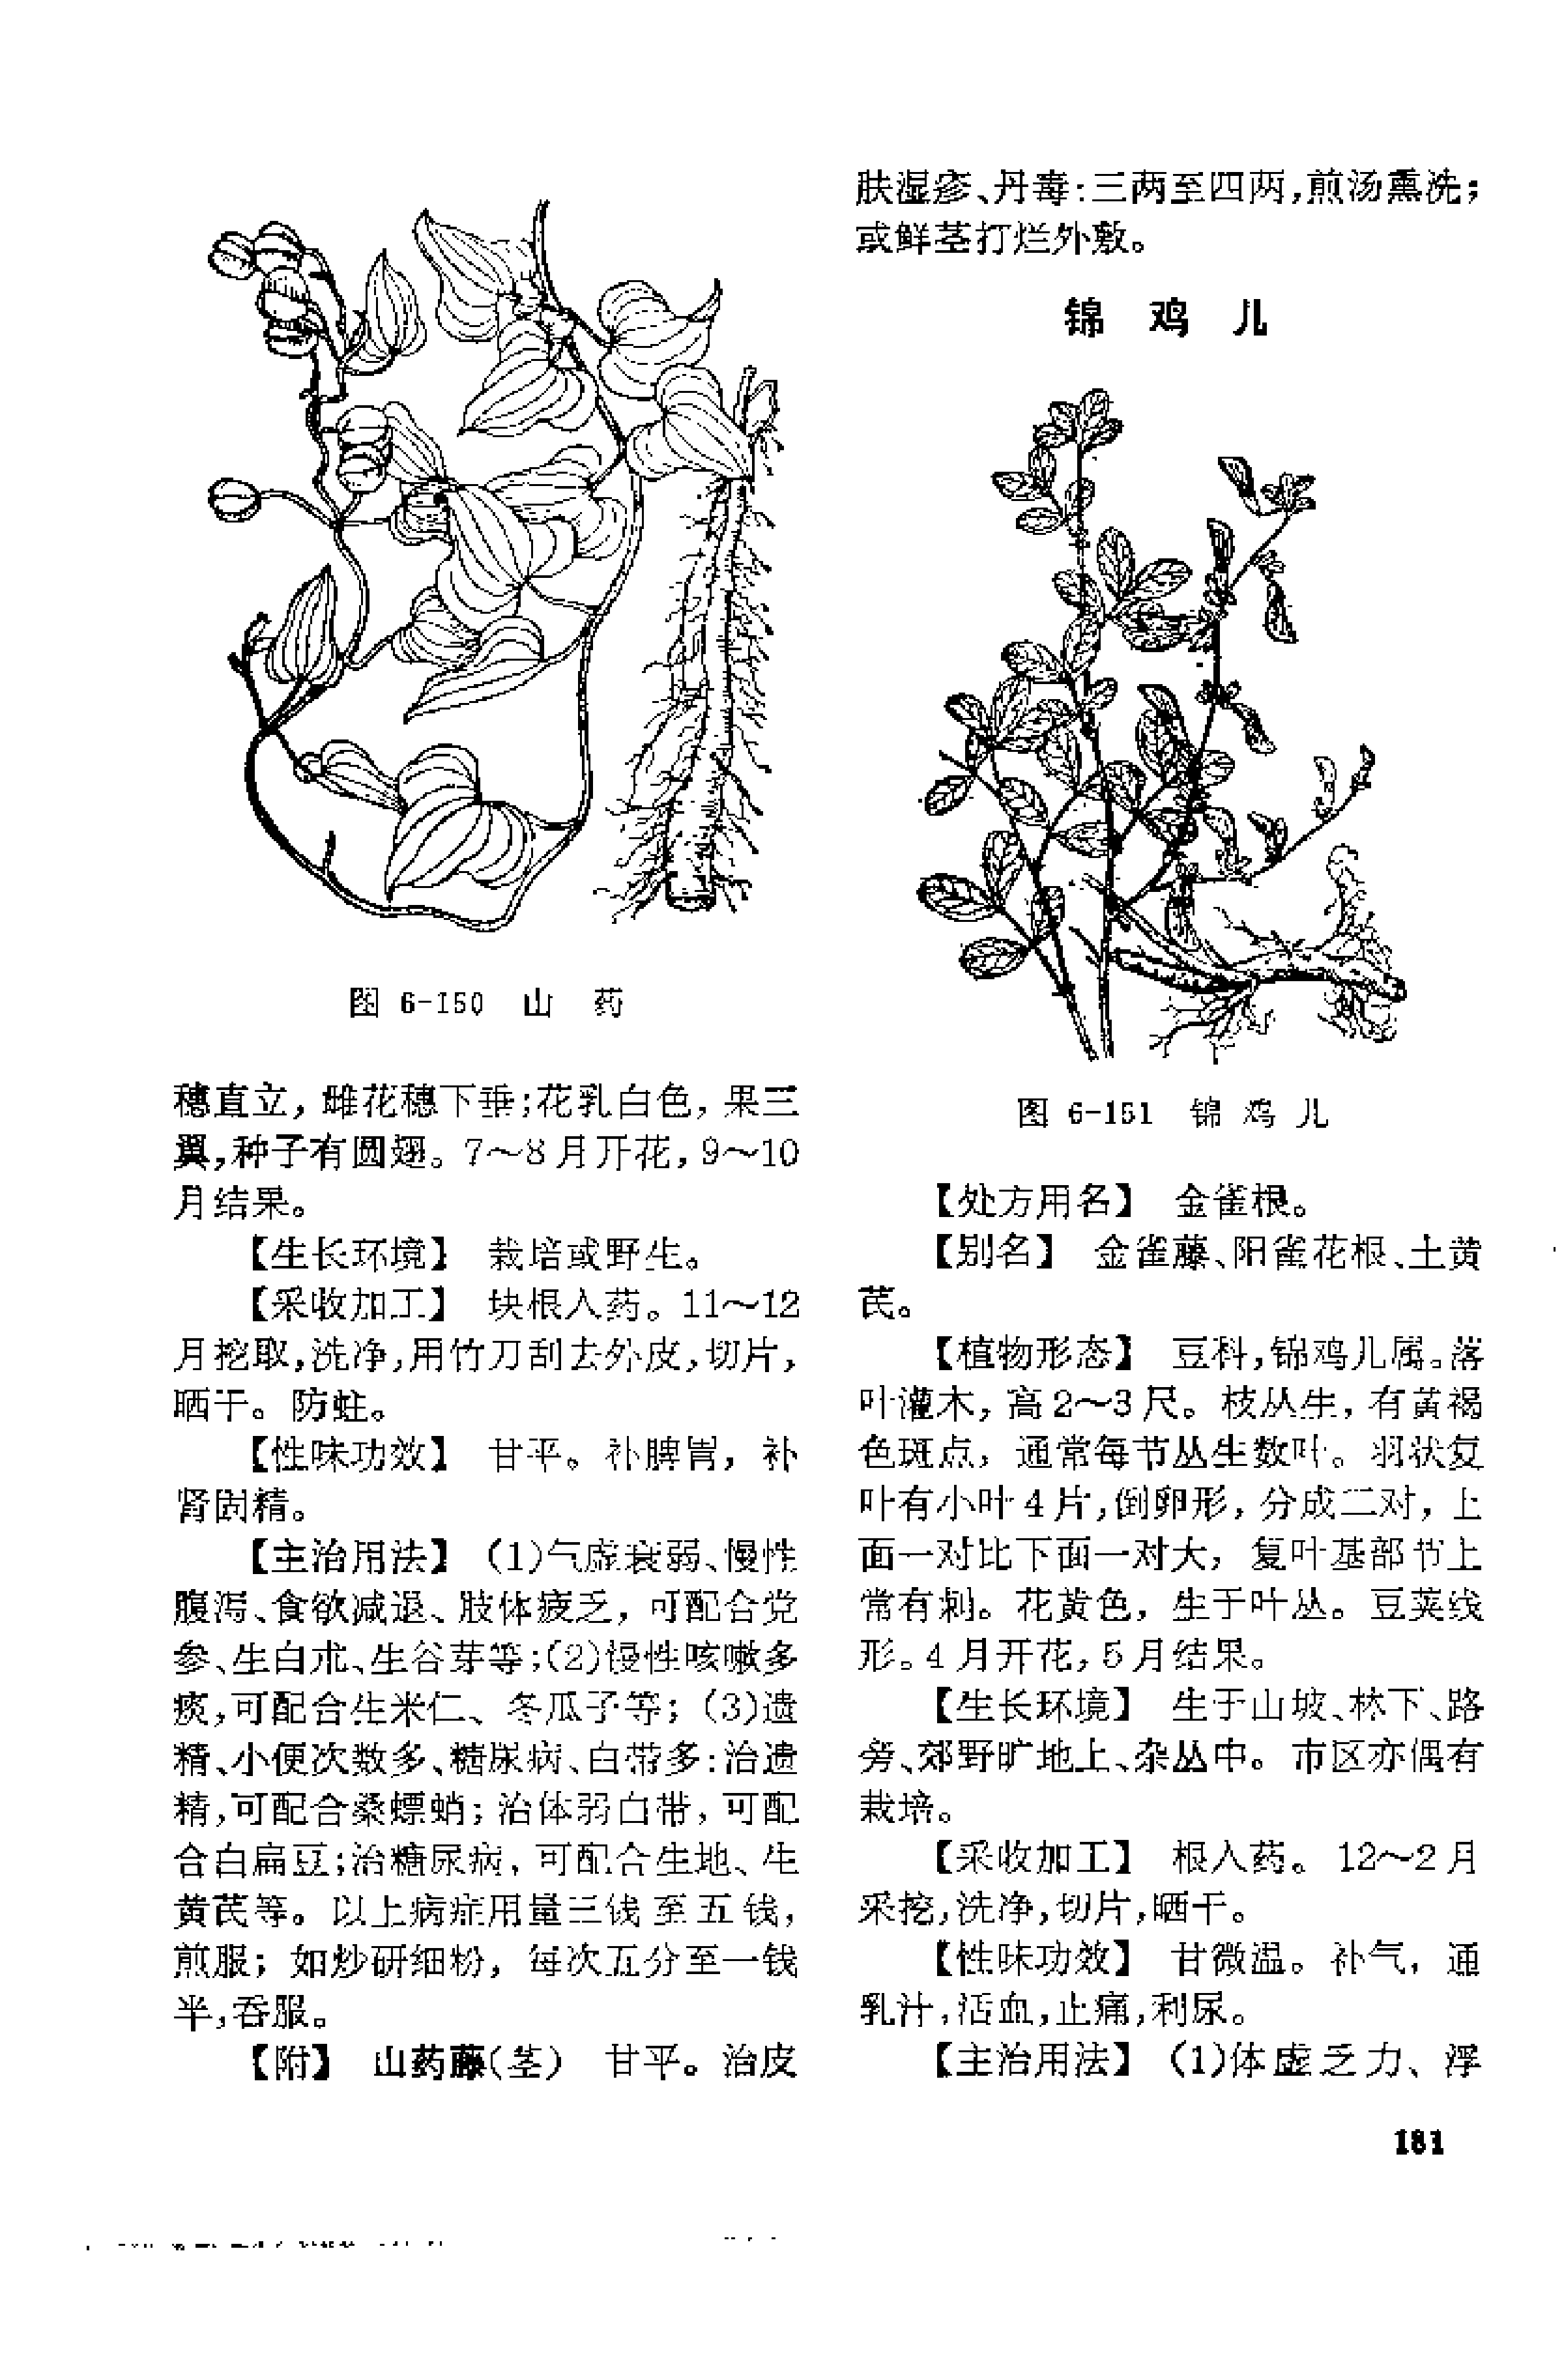 图 6-150 山 药
穗直立，雌花穗下垂；花乳白色，果三
翼，种子有圆翅。7～8月开花，9～10
月结果。
【生长环境】 栽培或野生。
【采收加工】 块根入药。11～12
月挖取，洗净，用竹刀刮去外皮，切片，
晒干。防蛀。
【性味功效】 甘平。补脾胃，补
肾固精。
【主治用法】 (1)气虚衰弱、慢性
腹泻、食欲减退、肢体疲乏，可配合党
参、生白朮、生谷芽等；(2)慢性咳嗽多
痰，可配合生米仁、冬瓜子等；(3)遗
精、小便次数多、糖尿病、白带多：治遗
精，可配合桑螵蛸；治体弱白带，可配
合白扁豆；治糖尿病，可配合生地、生
黄芪等。以上病症用量三钱至五钱，
煎服；如炒研细粉，每次五分至一钱
半，吞服。
【附】 山药藤(茎) 甘平。治皮
肤湿疹、丹毒：三两至四两，煎汤熏洗；
或鲜茎打烂外敷。
锦 鸡 儿
图 6-151 锦 鸡 儿
【处方用名】 金雀根。
【别名】 金雀藤、阳雀花根、土黄
芪。
【植物形态】 豆科，锦鸡儿属。落
叶灌木，高2～3尺。枝丛生，有黄褐
色斑点，通常每节丛生数叶。羽状复
叶有小叶4片，倒卵形，分成二对，上
面一对比下面一对大，复叶基部节上
常有刺。花黄色，生于叶丛。豆荚线
形。4月开花，5月结果。
【生长环境】 生于山坡、林下、路
旁、郊野旷地上、杂丛中。市区亦偶有
栽培。
【采收加工】 根入药。12～2月
采挖，洗净，切片，晒干。
【性味功效】 甘微温。补气，通
乳汁，活血，止痛，利尿。
【主治用法】 (1)体虚乏力、浮
181